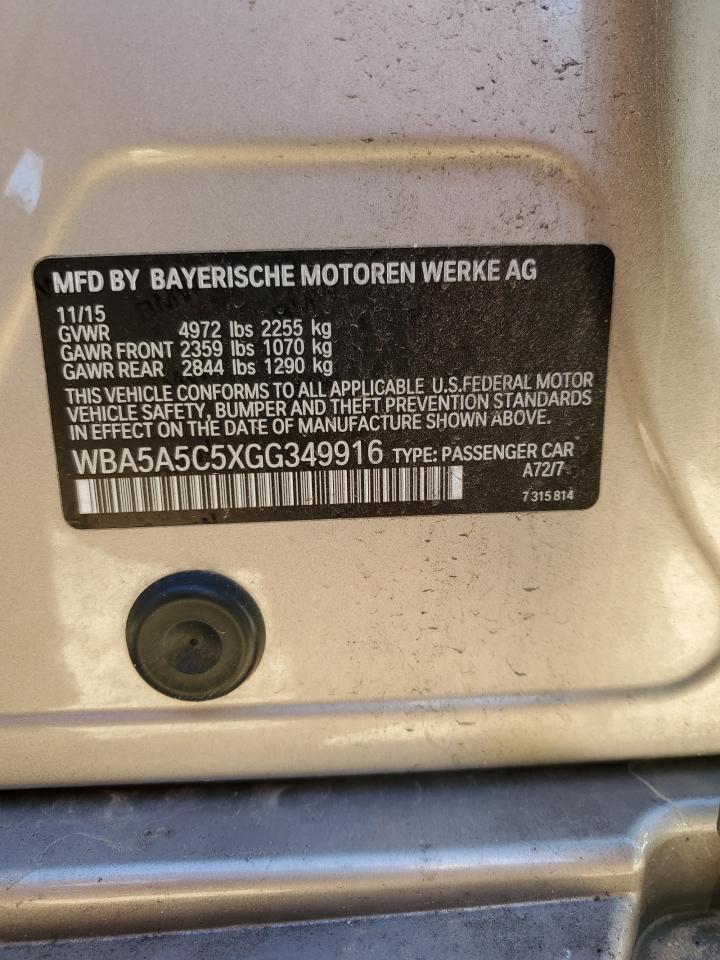 MFD BY BAYERISCHE MOTOREN WERKE AG
11/15
GVWR 4972 lbs 2255 kg
GAWR FRONT 2359 lbs 1070 kg
GAWR REAR 2844 lbs 1290 kg
THIS VEHICLE CONFORMS TO ALL APPLICABLE U.S.FEDERAL MOTOR
VEHICLE SAFETY, BUMPER AND THEFT PREVENTION STANDARDS
IN EFFECT ON THE DATE OF MANUFACTURE SHOWN ABOVE.
WBA5A5C5XGG349916 TYPE: PASSENGER CAR
A72/7
7 315 814